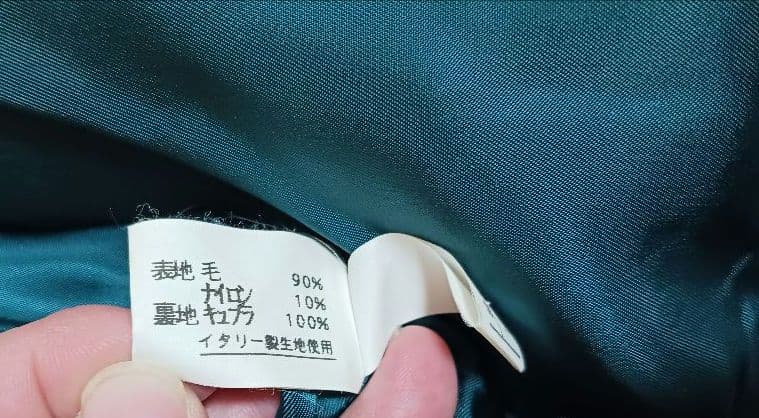 表地 毛 90%
ナイロン 10%
裏地 キュプラ 100%
イタリー製生地使用